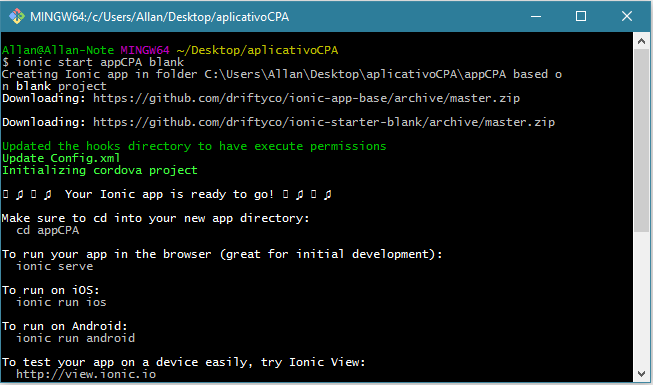 MINGW64:/c/Users/Allan/Desktop/aplicativoCPA
Allan@Allan-Note MINGW64 ~/Desktop/aplicativoCPA
$ ionic start appCPA blank
Creating Ionic app in folder C:\Users\Allan\Desktop\aplicativoCPA\appCPA based o
n blank project
Downloading: https://github.com/driftyco/ionic-app-base/archive/master.zip
Downloading: https://github.com/driftyco/ionic-starter-blank/archive/master.zip
Updated the hooks directory to have execute permissions
Update Config.xml
Initializing cordova project
▯ ♫ ▯ ♫  Your Ionic app is ready to go! ▯ ♫ ▯ ♫
Make sure to cd into your new app directory:
  cd appCPA
To run your app in the browser (great for initial development):
  ionic serve
To run on iOS:
  ionic run ios
To run on Android:
  ionic run android
To test your app on a device easily, try Ionic View:
  http://view.ionic.io